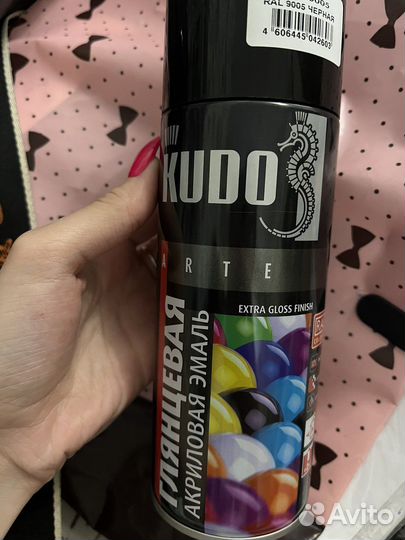 RAL 9005 ЧЕРНАЯ
4 606445 042603
KUDO
ARTE
EXTRA GLOSS FINISH
ГЛЯНЦЕВАЯ
АКРИЛОВАЯ ЭМАЛЬ
Avito